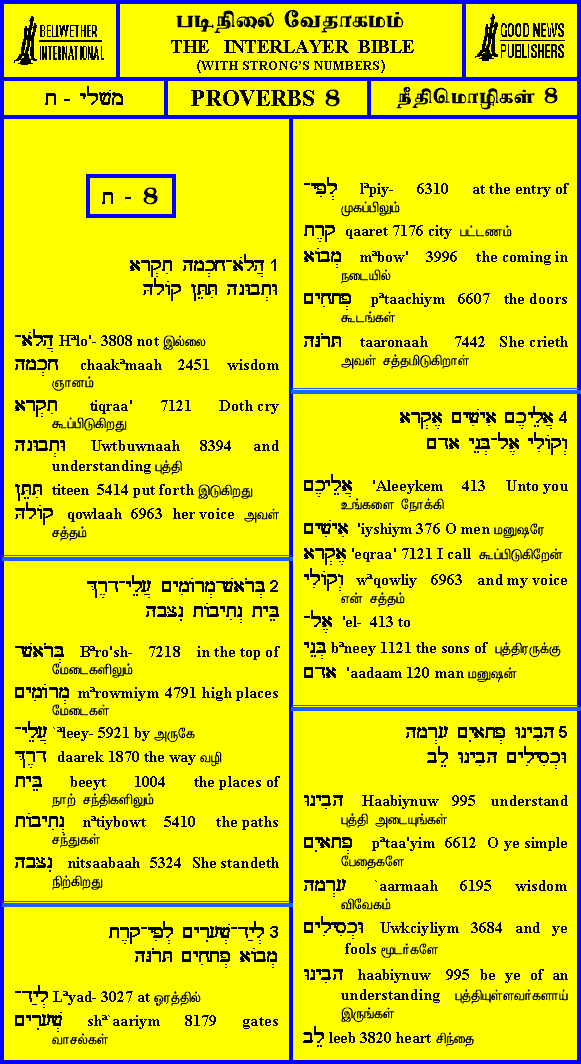 BELLWETHER
INTERNATIONAL
படிநிலை வேதாகமம்
THE INTERLAYER BIBLE
(WITH STRONG'S NUMBERS)
GOOD NEWS
PUBLISHERS
משלי - ח
PROVERBS 8
நீதிமொழிகள் 8
ח - 8
1 הֲלֹא־חׇכְמָה תִקְרָא
וּתְבוּנָה תִּתֵּן קוֹלָהּ
הֲלֹא־ Hªlo'- 3808 not இல்லை
חׇכְמָה chaakªmaah 2451 wisdom
ஞானம்
תִקְרָא tiqraa' 7121 Doth cry
கூப்பிடுகிறது
וּתְבוּנָה Uwtbuwnaah 8394 and
understanding புத்தி
תִּתֵּן titeen 5414 put forth இடுகிறது
קוֹלָהּ qowlaah 6963 her voice அவள்
சத்தம்
2 בְּרֹאשׁ־מְרוֹמִים עֲלֵי־דָרֶךְ
בֵּית נְתִיבוֹת נִצָּבָה
בְּרֹאשׁ־ Bªro'sh- 7218 in the top of
மேடைகளிலும்
מְרוֹמִים mªrowmiym 4791 high places
மேடைகள்
עֲלֵי־ `ªleey- 5921 by அருகே
דָרֶךְ daarek 1870 the way வழி
בֵּית beeyt 1004 the places of
நாற் சந்திகளிலும்
נְתִיבוֹת nªtiybowt 5410 the paths
சந்துகள்
נִצָּבָה nitsaabaah 5324 She standeth
நிற்கிறது
3 לְיַד־שְׁעָרִים לְפִי־קָרֶת
מְבוֹא פְתָחִים תָּרֹנָּה
לְיַד־ Lªyad- 3027 at ஓரத்தில்
שְׁעָרִים shª`aariym 8179 gates
வாசல்கள்
לְפִי־ lªpiy- 6310 at the entry of
முகப்பிலும்
קָרֶת qaaret 7176 city பட்டணம்
מְבוֹא mªbow' 3996 the coming in
நடையில்
פְתָחִים pªtaachiym 6607 the doors
கூடங்கள்
תָּרֹנָּה taaronaah 7442 She crieth
அவள் சத்தமிடுகிறாள்
4 אֲלֵיכֶם אִישִׁים אֶקְרָא
וְקוֹלִי אֶל־בְּנֵי אָדָם
אֲלֵיכֶם 'Aleeykem 413 Unto you
உங்களை நோக்கி
אִישִׁים 'iyshiym 376 O men மனுஷரே
אֶקְרָא 'eqraa' 7121 I call கூப்பிடுகிறேன்
וְקוֹלִי wªqowliy 6963 and my voice
என் சத்தம்
אֶל־ 'el- 413 to
בְּנֵי bªneey 1121 the sons of புத்திரருக்கு
אָדָם 'aadaam 120 man மனுஷன்
5 הָבִינוּ פְתָאיִם עׇרְמָה
וּכְסִילִים הָבִינוּ לֵב
הָבִינוּ Haabiynuw 995 understand
புத்தி அடையுங்கள்
פְתָאיִם pªtaa'yim 6612 O ye simple
பேதைகளே
עׇרְמָה `aarmaah 6195 wisdom
விவேகம்
וּכְסִילִים Uwkciyliym 3684 and ye
fools மூடர்களே
הָבִינוּ haabiynuw 995 be ye of an
understanding புத்தியுள்ளவர்களாய்
இருங்கள்
לֵב leeb 3820 heart சிந்தை